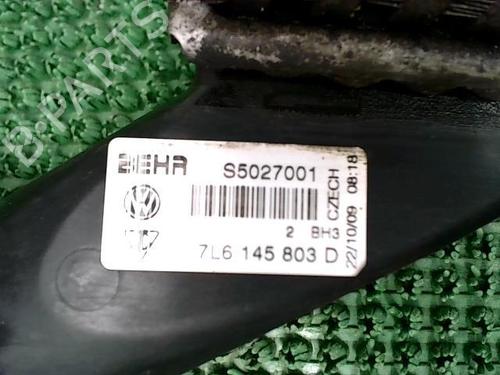 B-PARTS
BEHR S5027001
2 BH3
7L6 145 803 D
CZECH
22/10/09 08:18